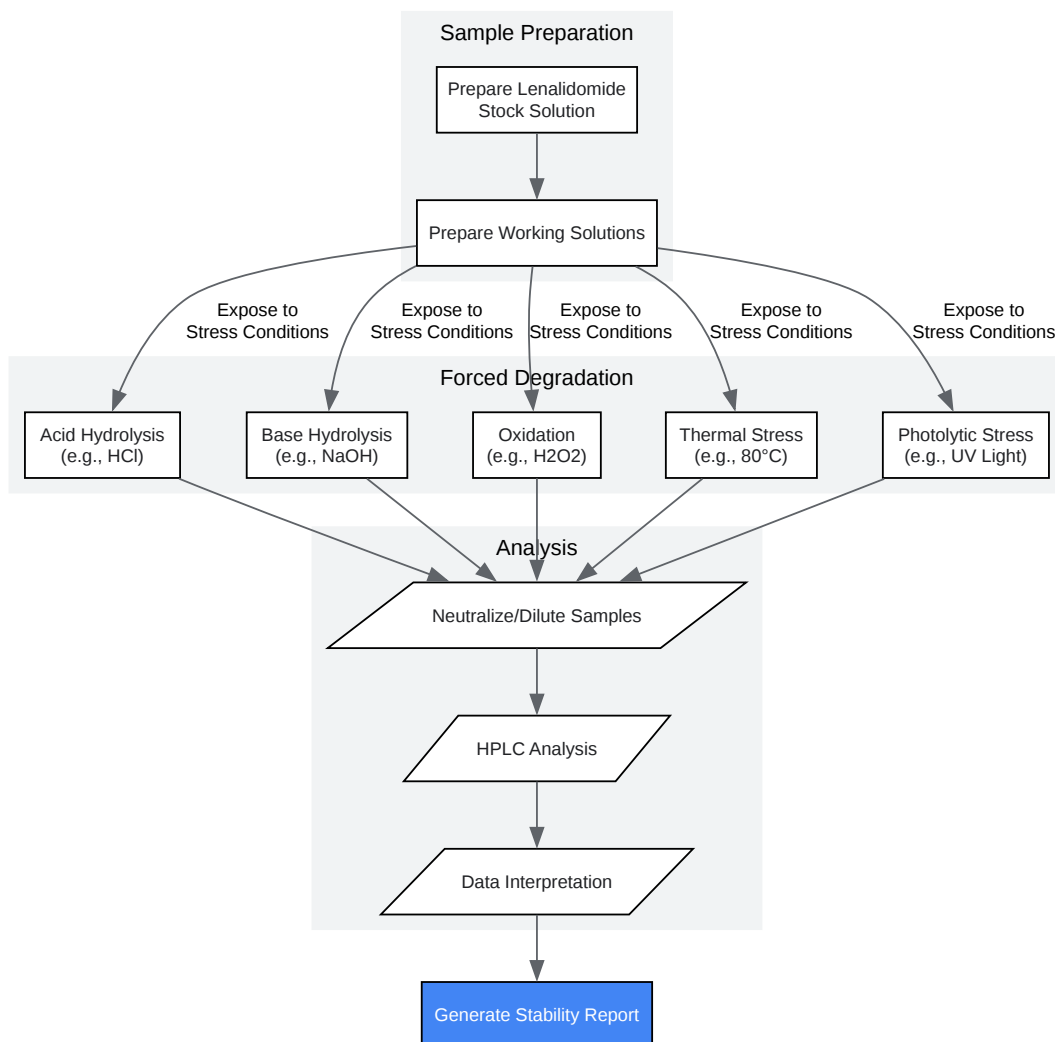 Sample Preparation
Prepare Lenalidomide
Stock Solution
Prepare Working Solutions
Expose to
Stress Conditions
Expose to
Stress Conditions
Expose to
Stress Conditions
Expose to
Stress Conditions
Expose to
Stress Conditions
Forced Degradation
Acid Hydrolysis
(e.g., HCl)
Base Hydrolysis
(e.g., NaOH)
Oxidation
(e.g., H2O2)
Thermal Stress
(e.g., 80°C)
Photolytic Stress
(e.g., UV Light)
Analysis
Neutralize/Dilute Samples
HPLC Analysis
Data Interpretation
Generate Stability Report